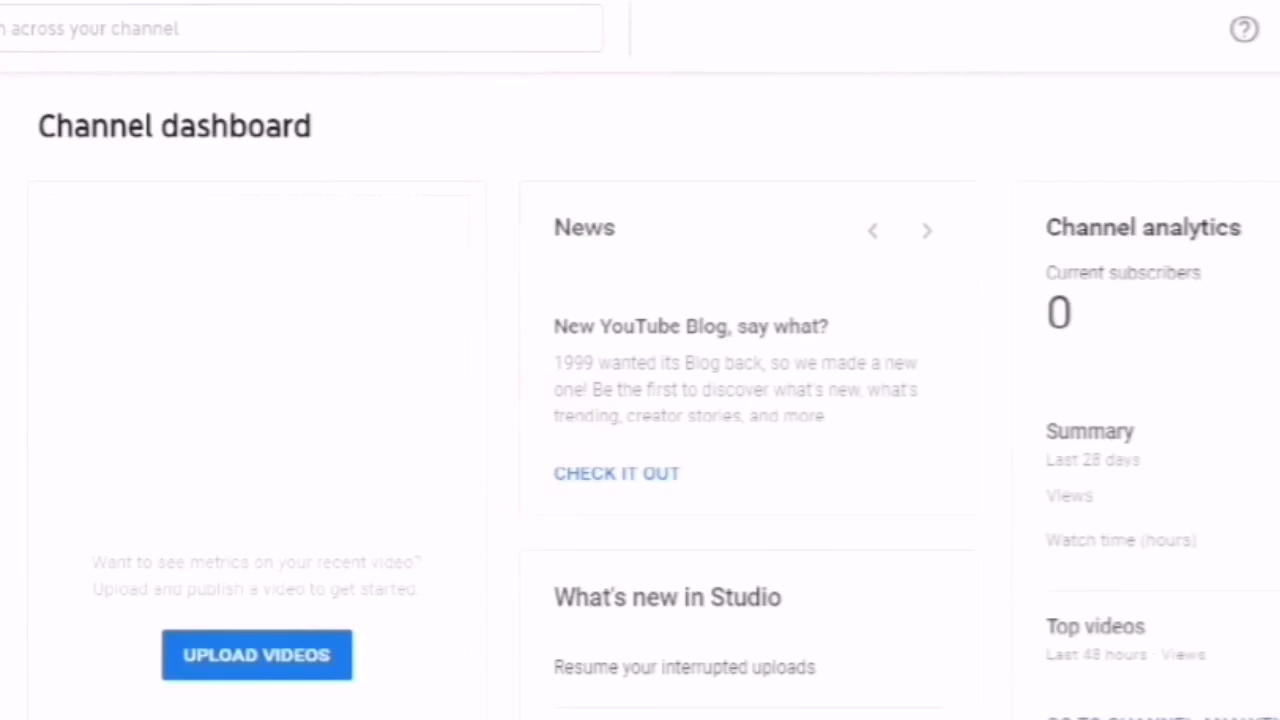 across your channel
Channel dashboard
Want to see metrics on your recent video?
Upload and publish a video to get started.
UPLOAD VIDEOS
News
New YouTube Blog, say what?
1999 wanted its Blog back, so we made a new
one! Be the first to discover what's new, what's
trending, creator stories, and more
CHECK IT OUT
What's new in Studio
Resume your interrupted uploads
Channel analytics
Current subscribers
0
Summary
Last 28 days
Views
Watch time (hours)
Top videos
Last 48 hours · Views